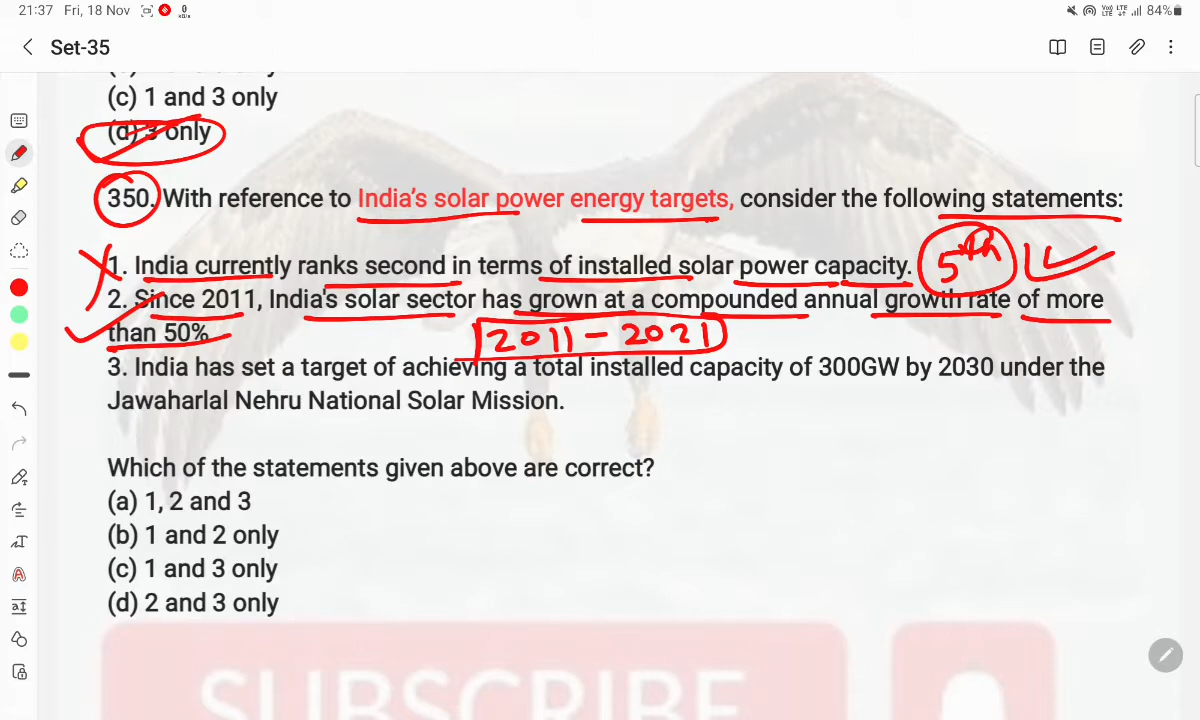 21:37 Fri, 18 Nov 84%
Set-35
(c) 1 and 3 only
(d) 3 only
350. With reference to India's solar power energy targets, consider the following statements:
1. India currently ranks second in terms of installed solar power capacity. 5th
2. Since 2011, India's solar sector has grown at a compounded annual growth rate of more
than 50%.
2011-2021
3. India has set a target of achieving a total installed capacity of 300GW by 2030 under the
Jawaharlal Nehru National Solar Mission.
Which of the statements given above are correct?
(a) 1, 2 and 3
(b) 1 and 2 only
(c) 1 and 3 only
(d) 2 and 3 only
SUBSCRIBE